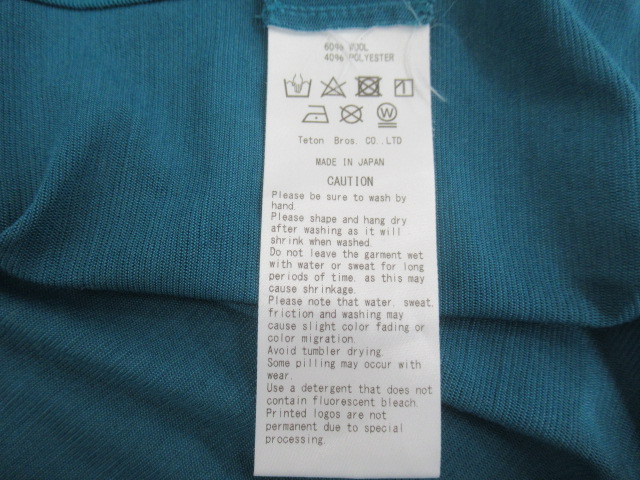 60% WOOL
40% POLYESTER
W
Teton Bros. CO.,LTD
MADE IN JAPAN
CAUTION
Please be sure to wash by
hand.
Please shape and hang dry
after washing as it will
shrink when washed.
Do not leave the garment wet
with water or sweat for long
periods of time, as this may
cause shrinkage.
Please note that water, sweat,
friction and washing may
cause slight color fading or
color migration.
Avoid tumbler drying.
Some pilling may occur with
wear.
Use a detergent that does not
contain fluorescent bleach.
Printed logos are not
permanent due to special
processing.